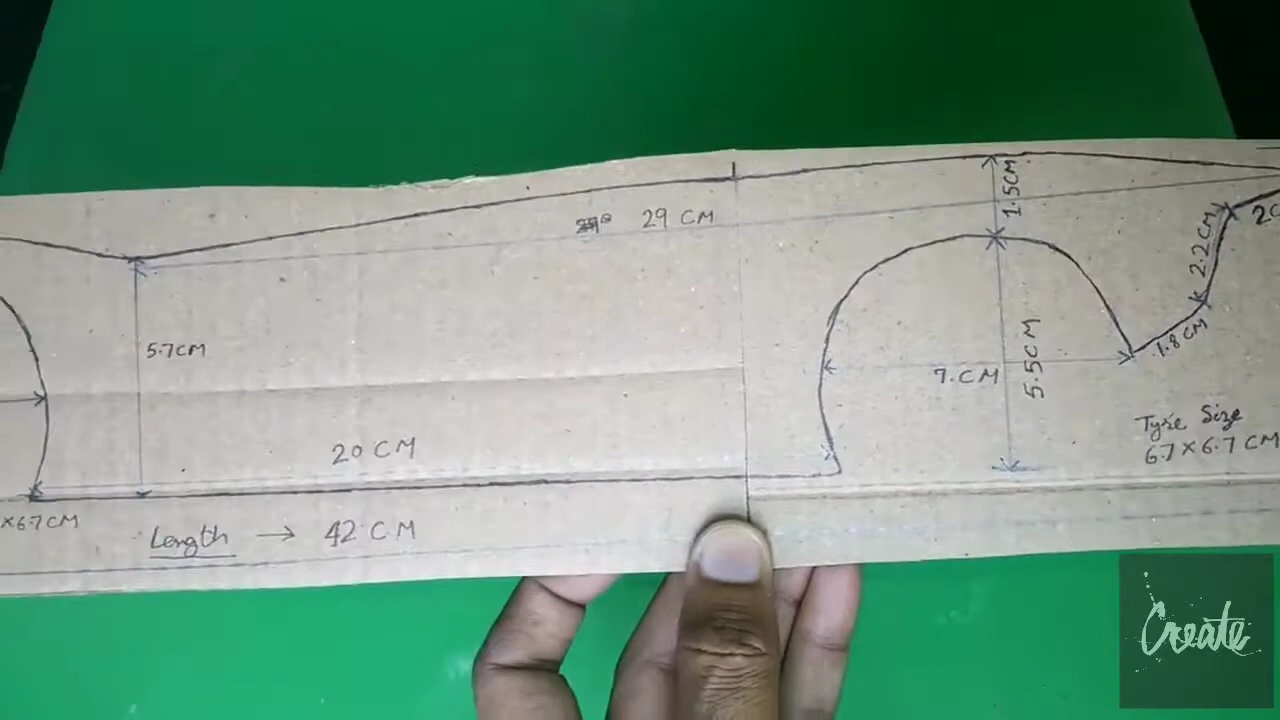 1.5CM
29 CM
2.2CM
5.7CM
1.8CM
7.CM
5.5CM
20 CM
Tyre Size
6.7×6.7 CM
×6.7CM
Length → 42 CM
Create